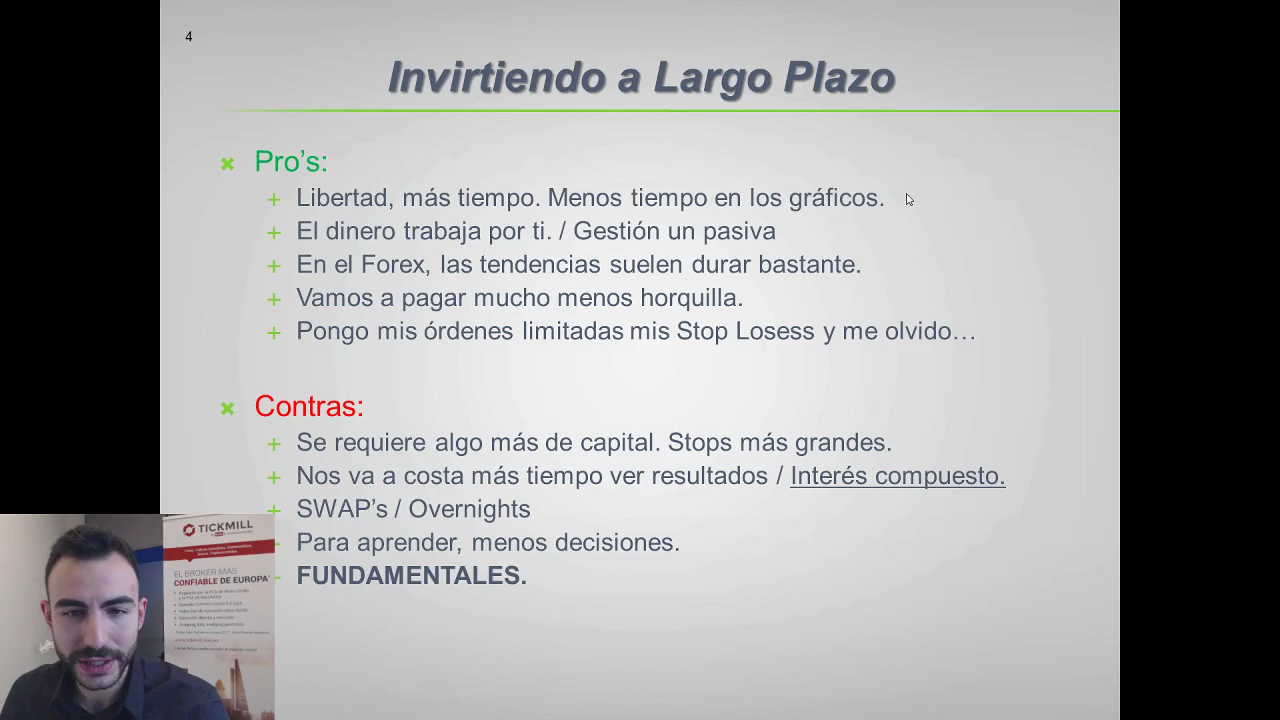 4
Invirtiendo a Largo Plazo
Pro’s:
Libertad, más tiempo. Menos tiempo en los gráficos.
El dinero trabaja por ti. / Gestión un pasiva
En el Forex, las tendencias suelen durar bastante.
Vamos a pagar mucho menos horquilla.
Pongo mis órdenes limitadas mis Stop Losess y me olvido…
Contras:
Se requiere algo más de capital. Stops más grandes.
Nos va a costa más tiempo ver resultados / Interés compuesto.
SWAP’s / Overnights
Para aprender, menos decisiones.
FUNDAMENTALES.
TICKMILL
EL BROKER MÁS
CONFIABLE DE EUROPA*